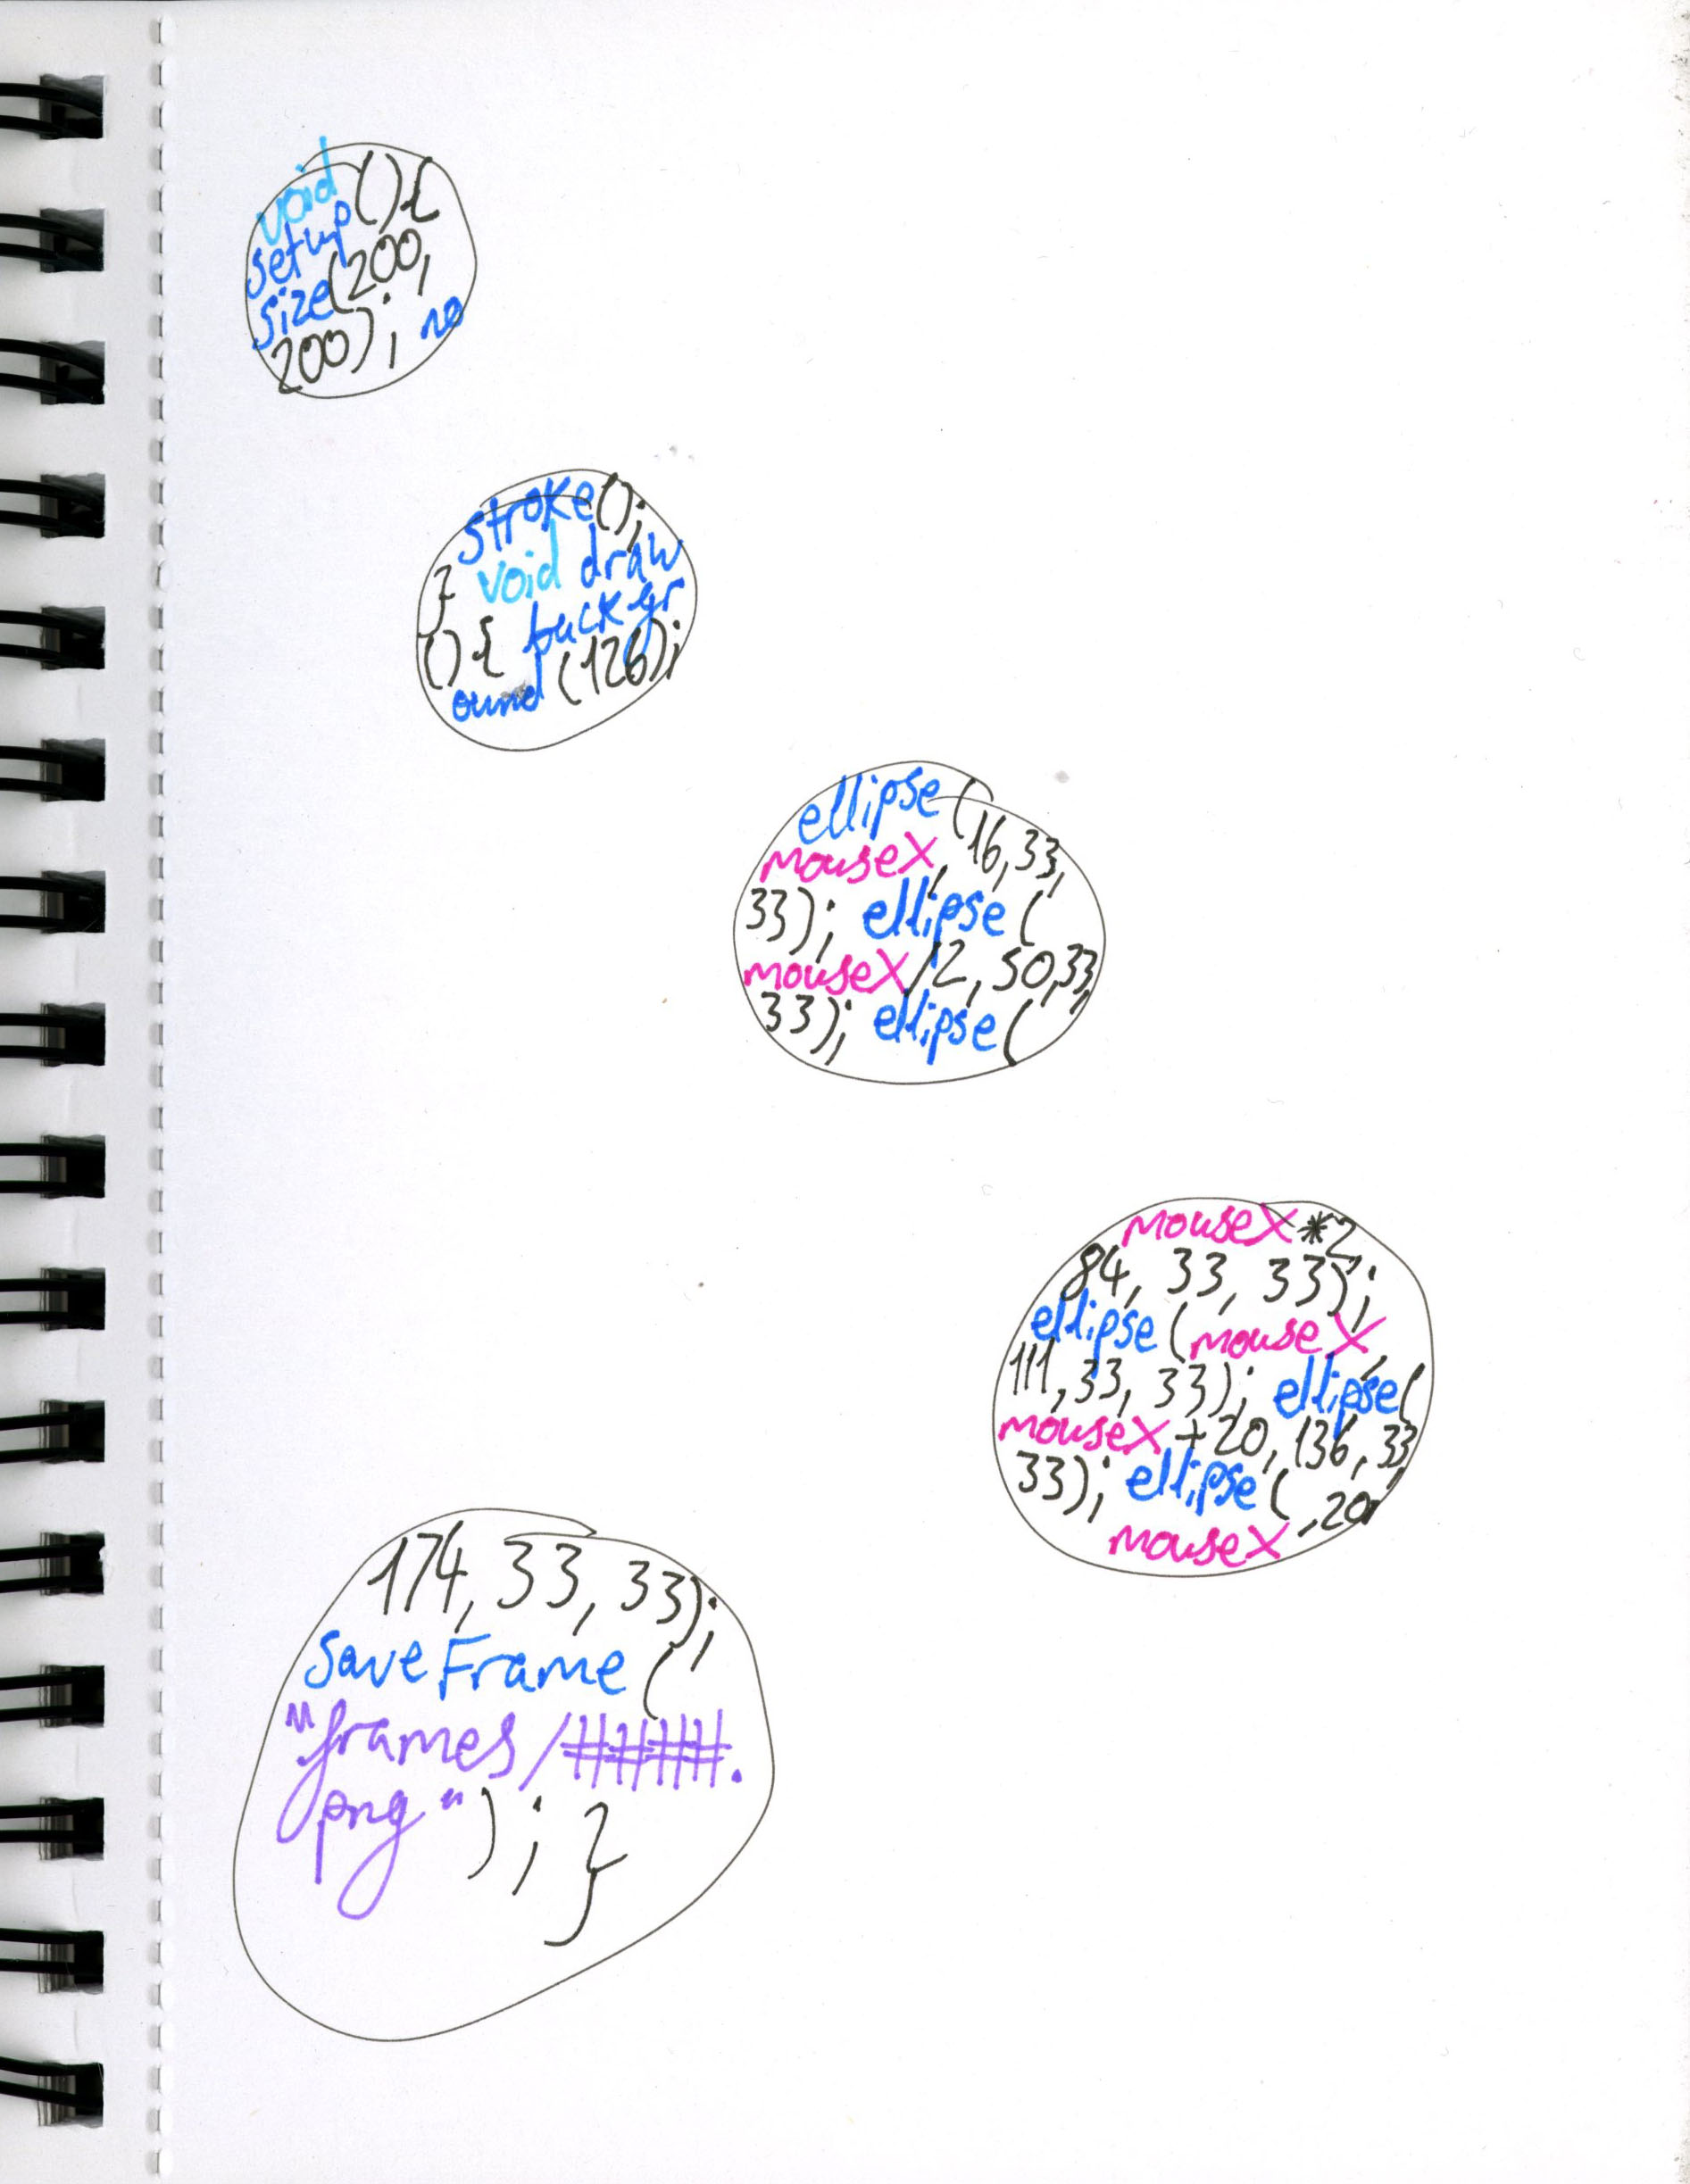 void
setup(){
size(200,
200); no
stroke();
} void draw
(){ backgr
ound (126);
ellipse (
mouseX, 16,33,
33); ellipse (
mouseX/2, 50,33,
33); ellipse (
mouseX*2,
84, 33, 33);
ellipse (mouseX,
111, 33, 33); ellipse(
mouseX +20, 136, 33,
33); ellipse (
mouseX,
174, 33, 33);
SaveFrame (
"frames/####.
png"); }